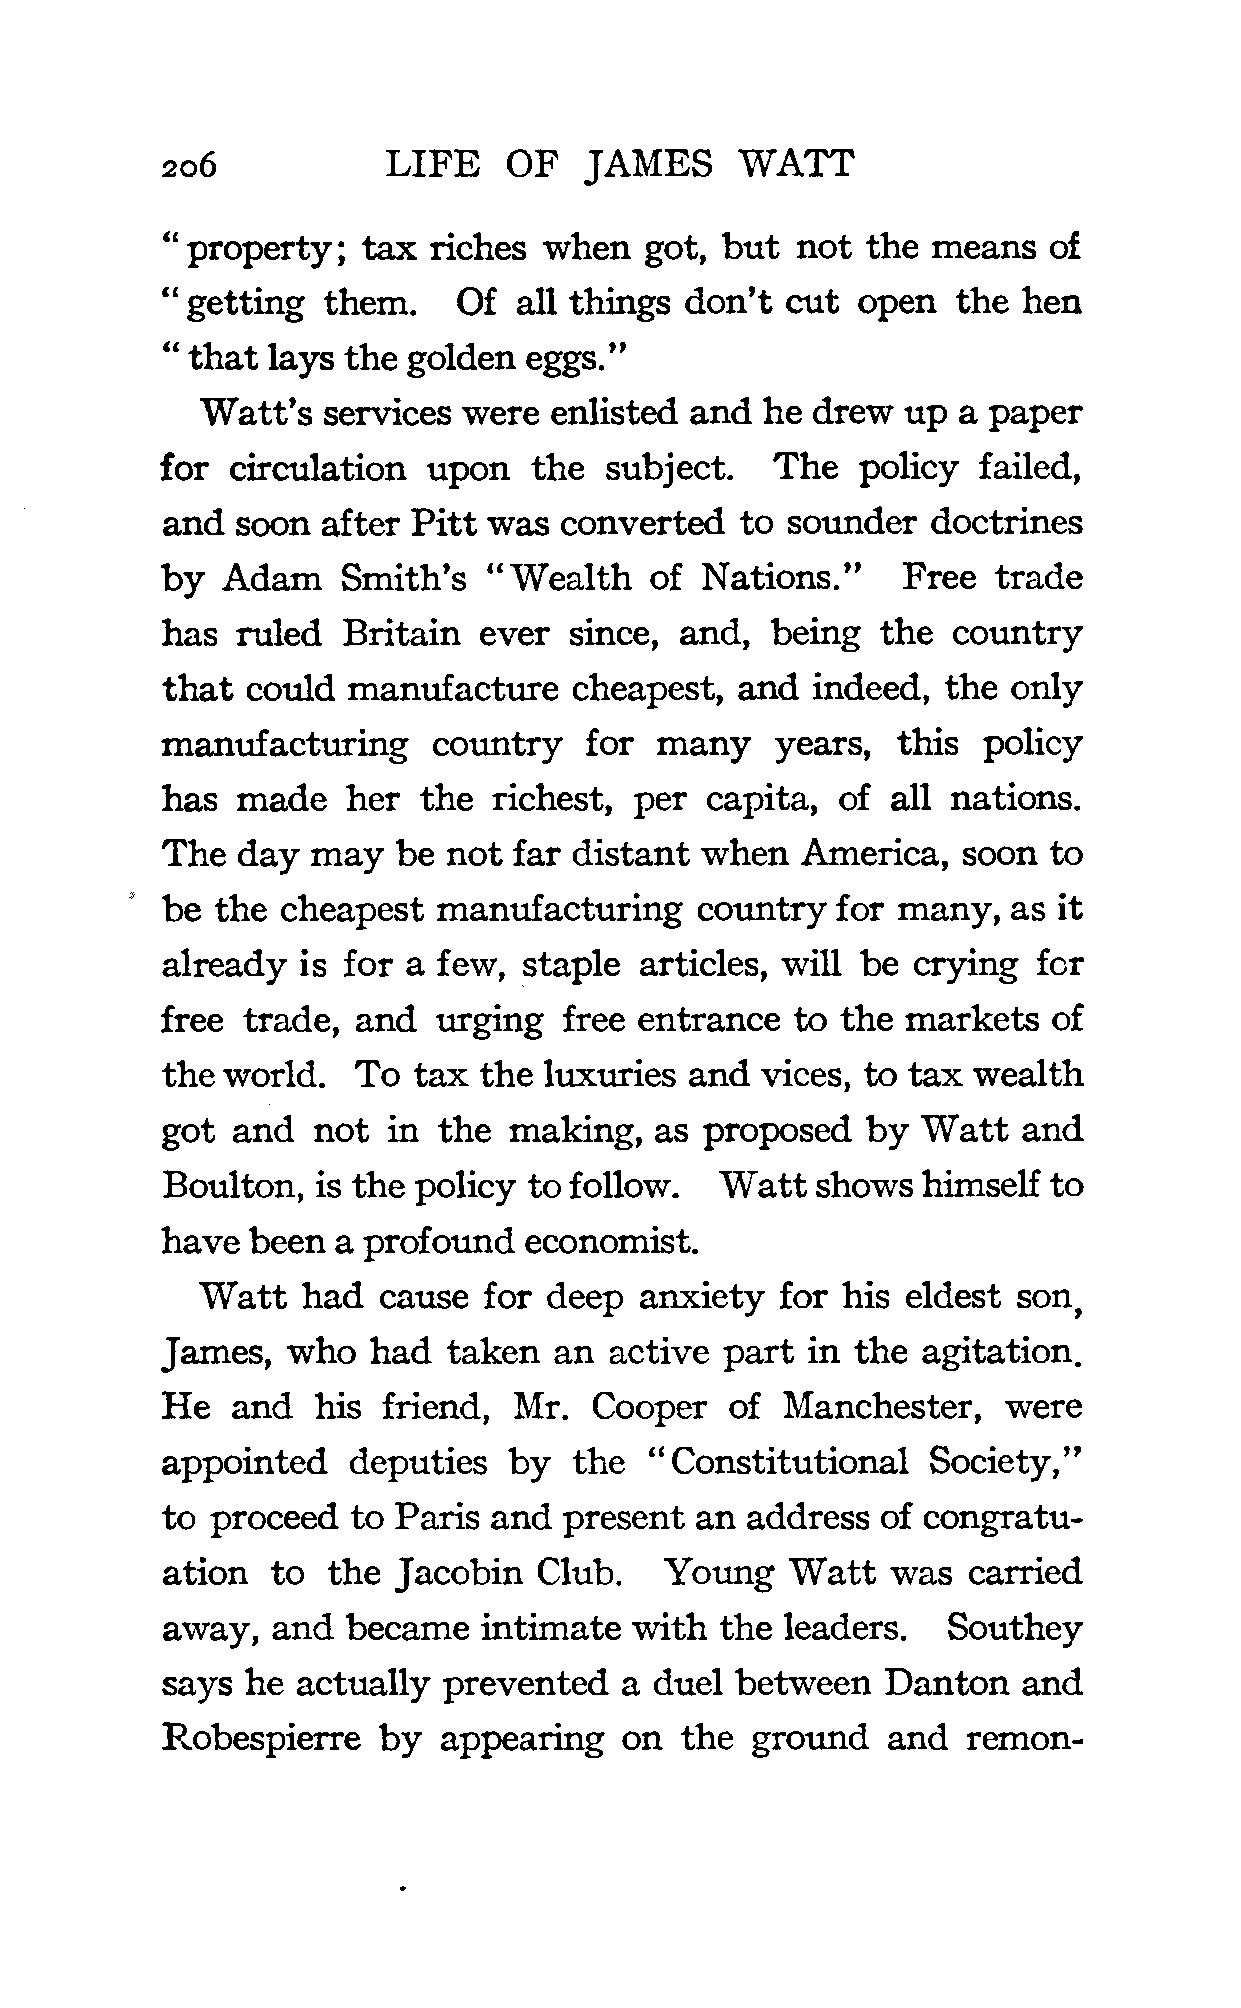 206 LIFE OF JAMES WATT
"property; tax riches when got, but not the means of
"getting them. Of all things don't cut open the hen
"that lays the golden eggs."
Watt's services were enlisted and he drew up a paper
for circulation upon the subject. The policy failed,
and soon after Pitt was converted to sounder doctrines
by Adam Smith's "Wealth of Nations." Free trade
has ruled Britain ever since, and, being the country
that could manufacture cheapest, and indeed, the only
manufacturing country for many years, this policy
has made her the richest, per capita, of all nations.
The day may be not far distant when America, soon to
be the cheapest manufacturing country for many, as it
already is for a few, staple articles, will be crying for
free trade, and urging free entrance to the markets of
the world. To tax the luxuries and vices, to tax wealth
got and not in the making, as proposed by Watt and
Boulton, is the policy to follow. Watt shows himself to
have been a profound economist.
Watt had cause for deep anxiety for his eldest son,
James, who had taken an active part in the agitation.
He and his friend, Mr. Cooper of Manchester, were
appointed deputies by the "Constitutional Society,"
to proceed to Paris and present an address of congratu-
ation to the Jacobin Club. Young Watt was carried
away, and became intimate with the leaders. Southey
says he actually prevented a duel between Danton and
Robespierre by appearing on the ground and remon-